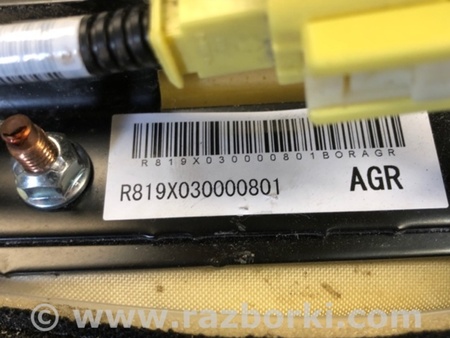 R819X030000801BORAGR
R819X030000801 AGR
© www.razborki.com